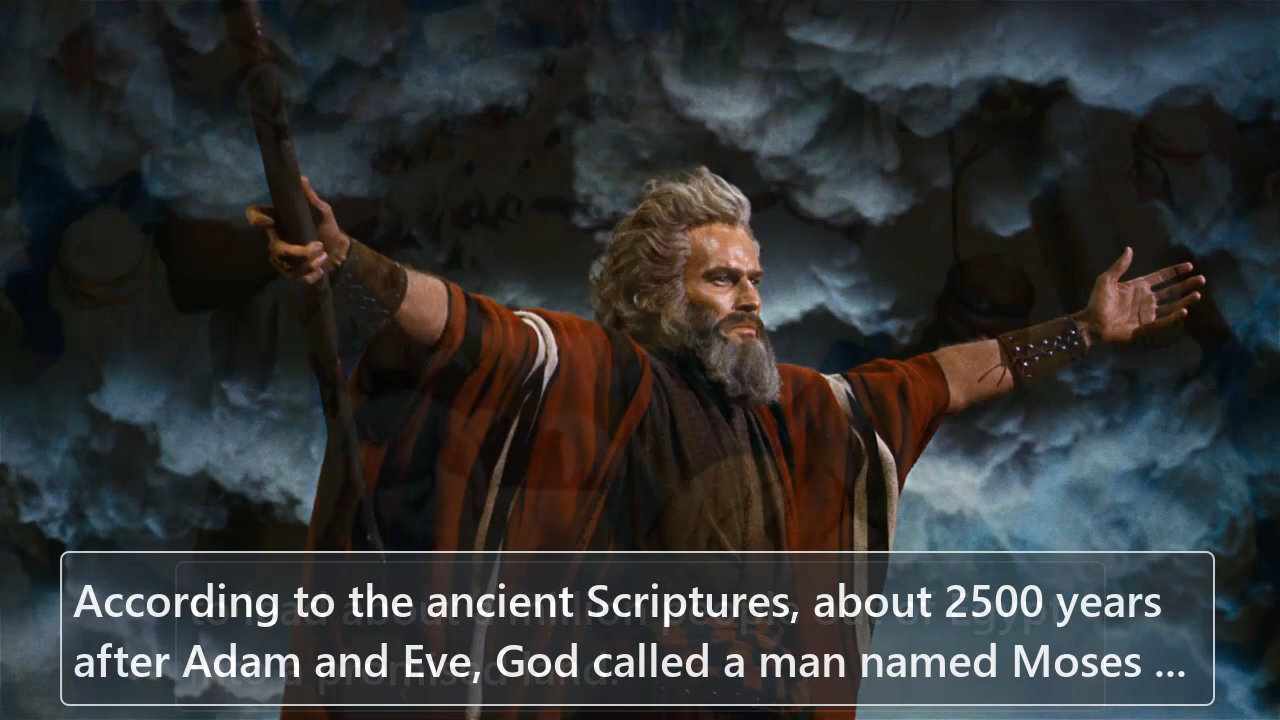 According to the ancient Scriptures, about 2500 years
after Adam and Eve, God called a man named Moses ...